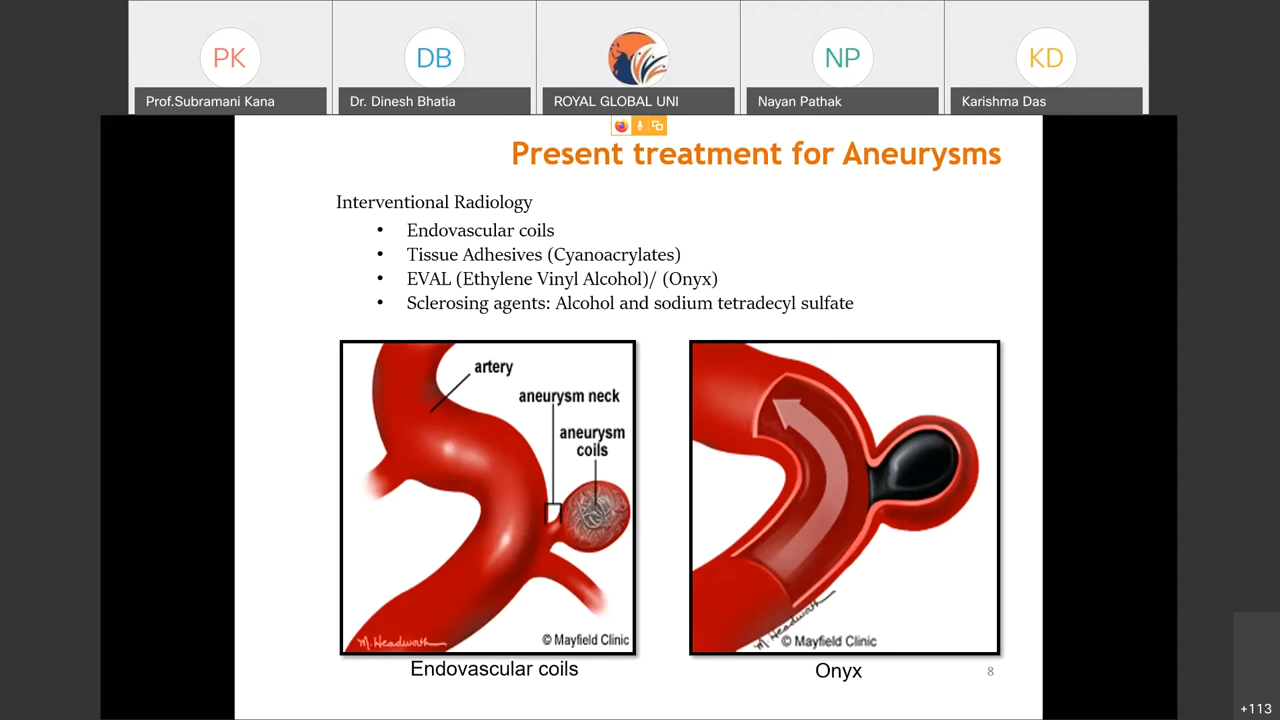 PK
DB
NP
KD
Prof.Subramani Kana
Dr. Dinesh Bhatia
ROYAL GLOBAL UNI
Nayan Pathak
Karishma Das
Present treatment for Aneurysms
Interventional Radiology
• Endovascular coils
• Tissue Adhesives (Cyanoacrylates)
• EVAL (Ethylene Vinyl Alcohol)/ (Onyx)
• Sclerosing agents: Alcohol and sodium tetradecyl sulfate
artery
aneurysm neck
aneurysm
coils
M. Headworth
© Mayfield Clinic
Endovascular coils
M Headworth
© Mayfield Clinic
Onyx
8
+113